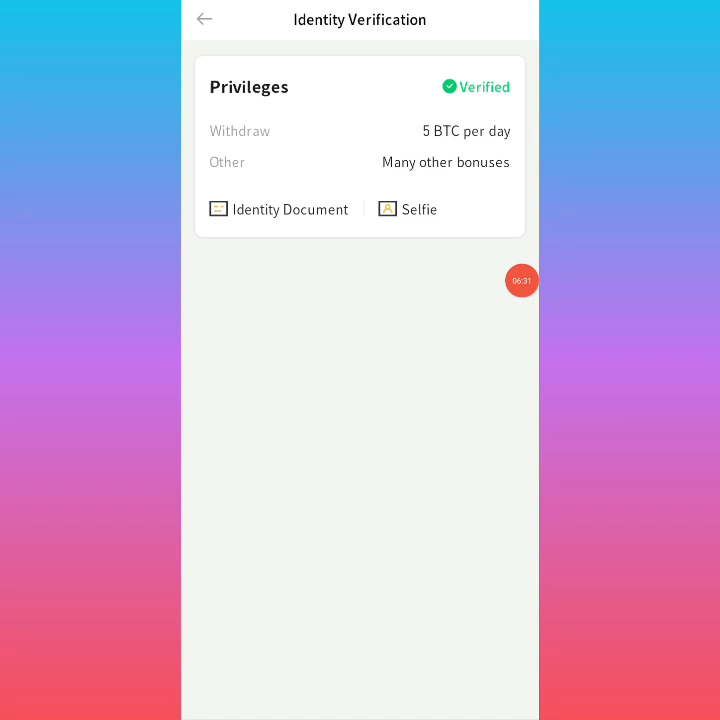 Identity Verification
Privileges
Verified
Withdraw
5 BTC per day
Other
Many other bonuses
Identity Document
Selfie
06:31